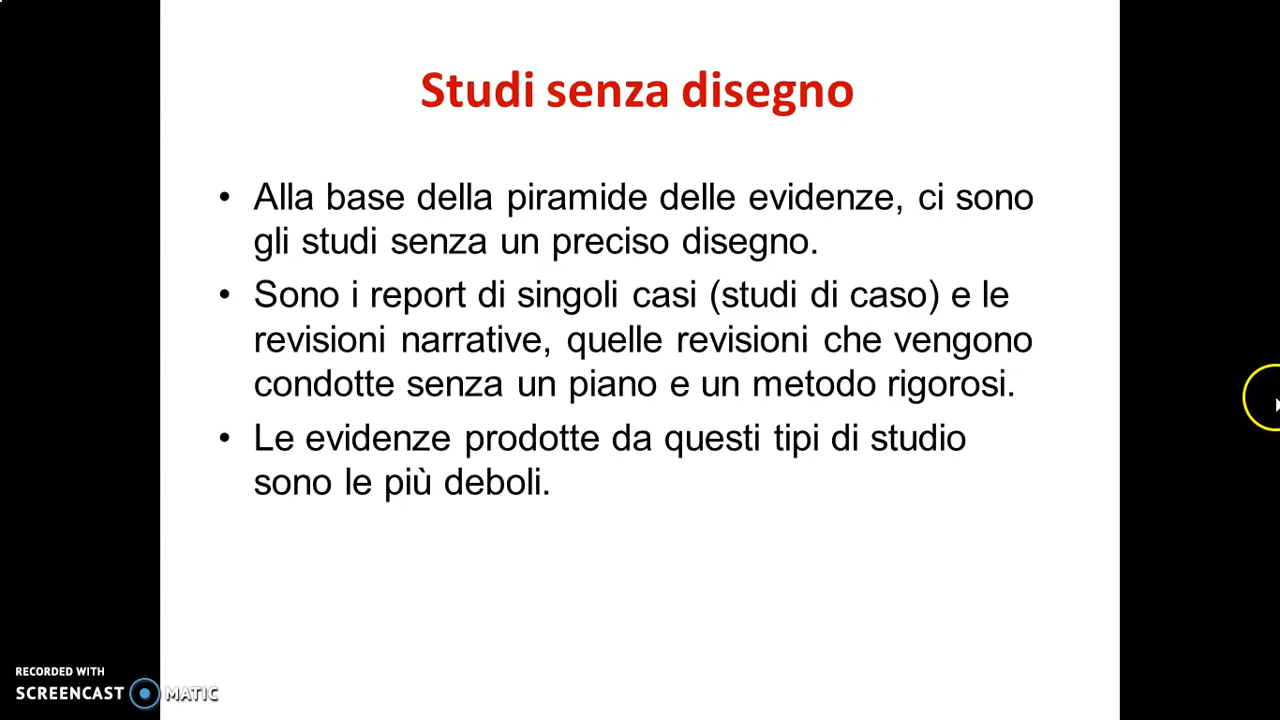 Studi senza disegno
• Alla base della piramide delle evidenze, ci sono
gli studi senza un preciso disegno.
• Sono i report di singoli casi (studi di caso) e le
revisioni narrative, quelle revisioni che vengono
condotte senza un piano e un metodo rigorosi.
• Le evidenze prodotte da questi tipi di studio
sono le più deboli.
RECORDED WITH
SCREENCAST MATIC